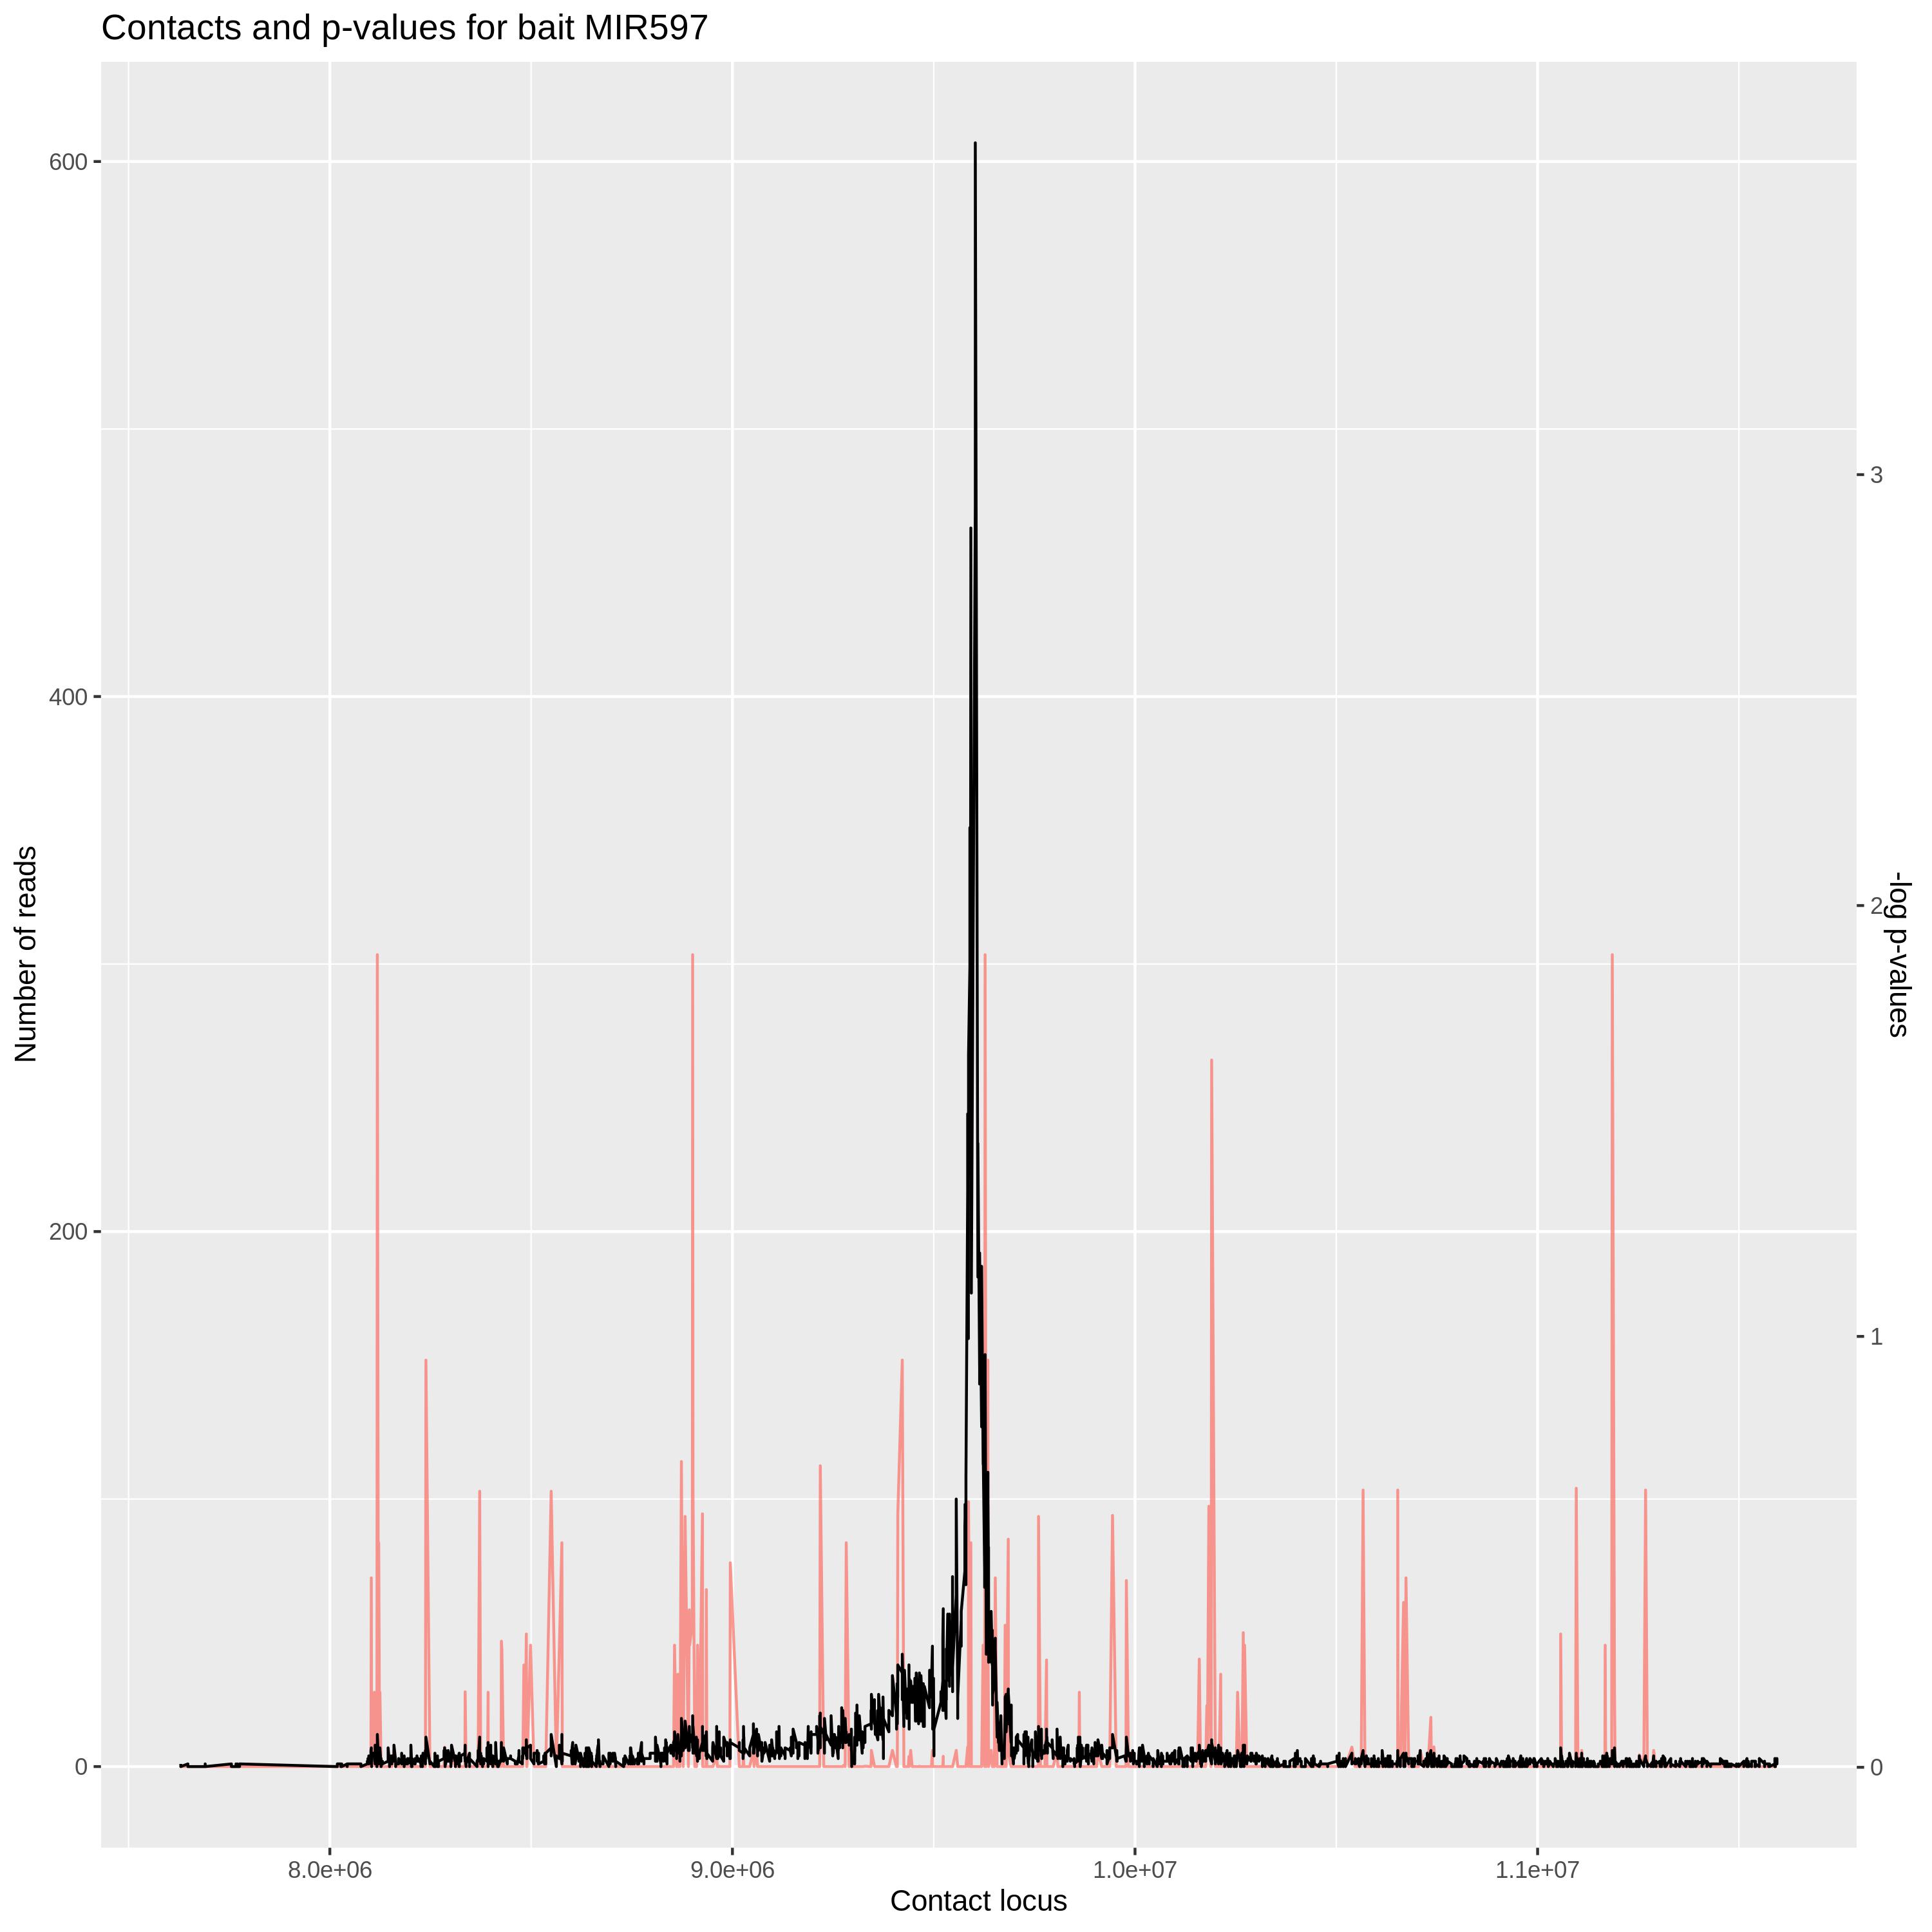 Contacts and p-values for bait MIR597
600
400
200
0
Number of reads
3
2
1
0
-log p-values
8.0e+06
9.0e+06
1.0e+07
1.1e+07
Contact locus